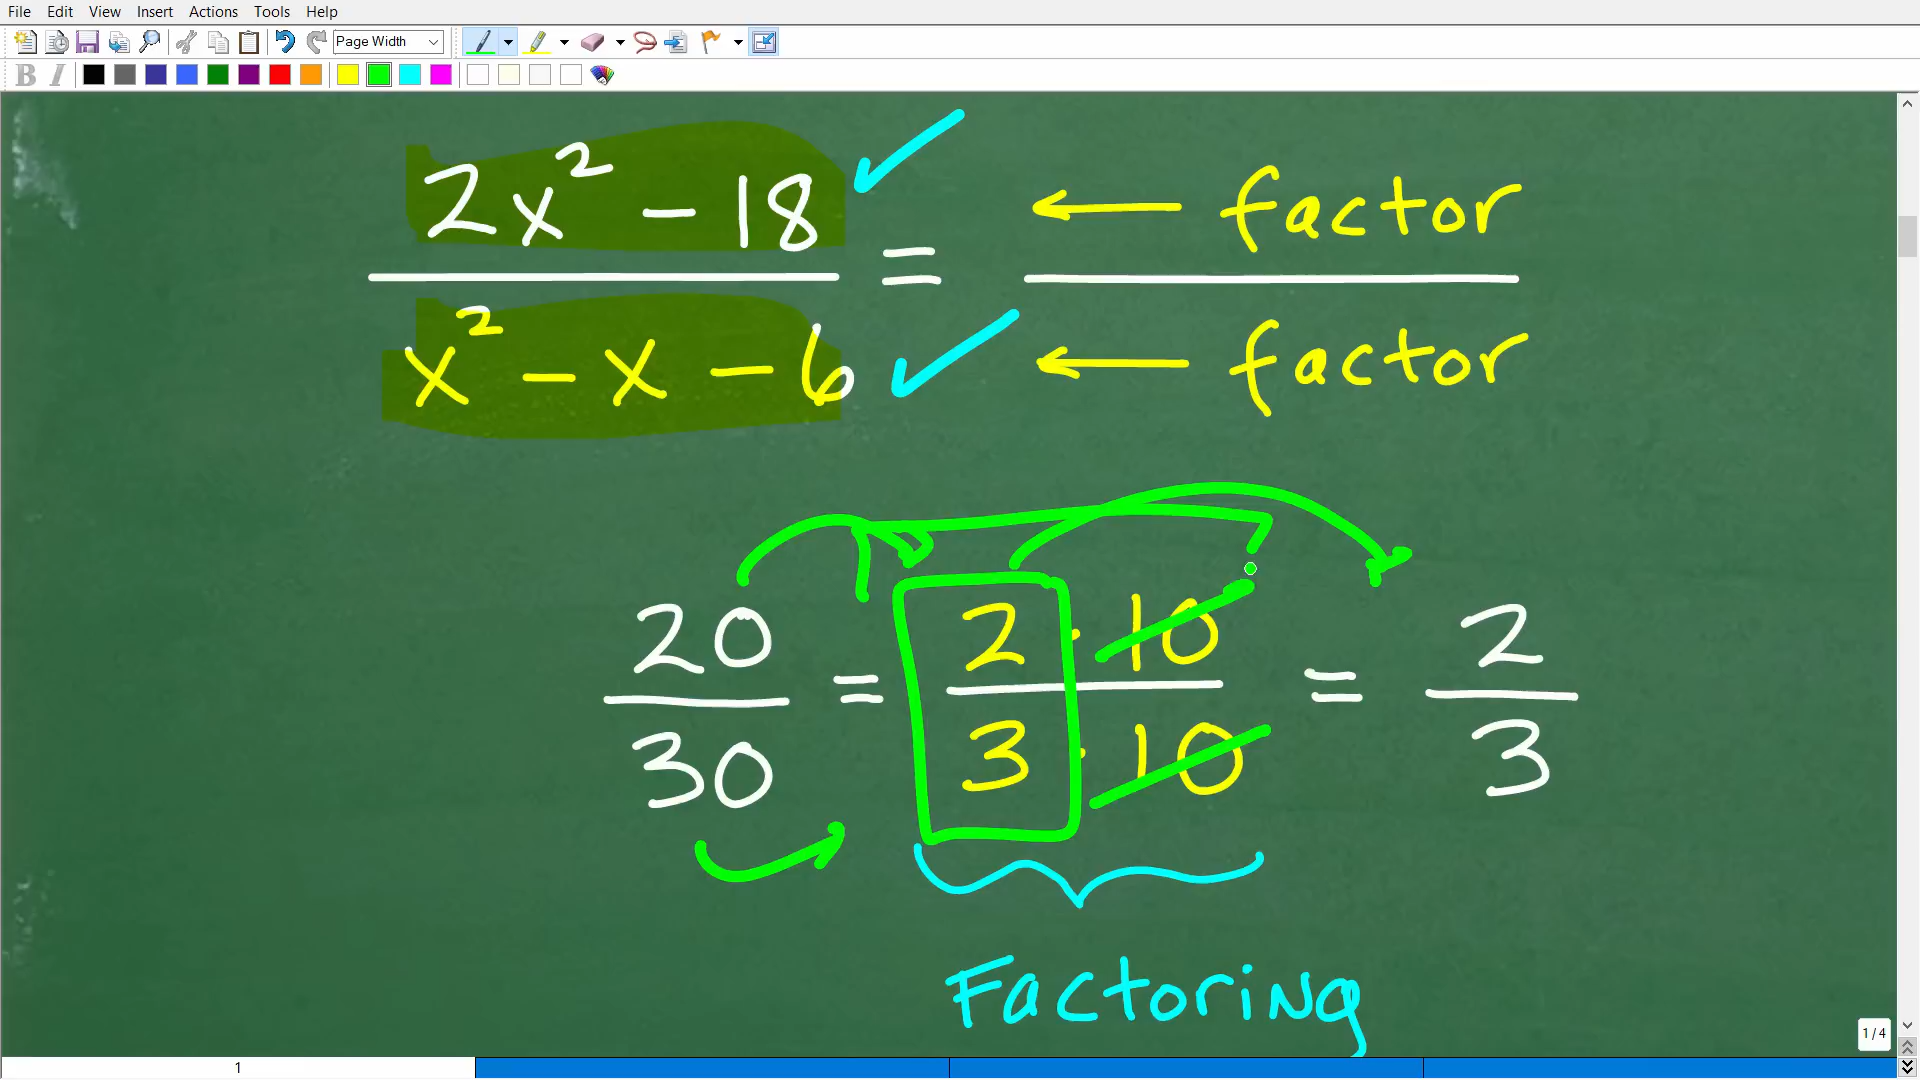 File Edit View Insert Actions Tools Help
Page Width
B I
2x² - 18 = ← factor
x² - x - 6 ← factor
20 = 2 · 10 = 2
30 3 · 10 3
Factoring
1 / 4
1